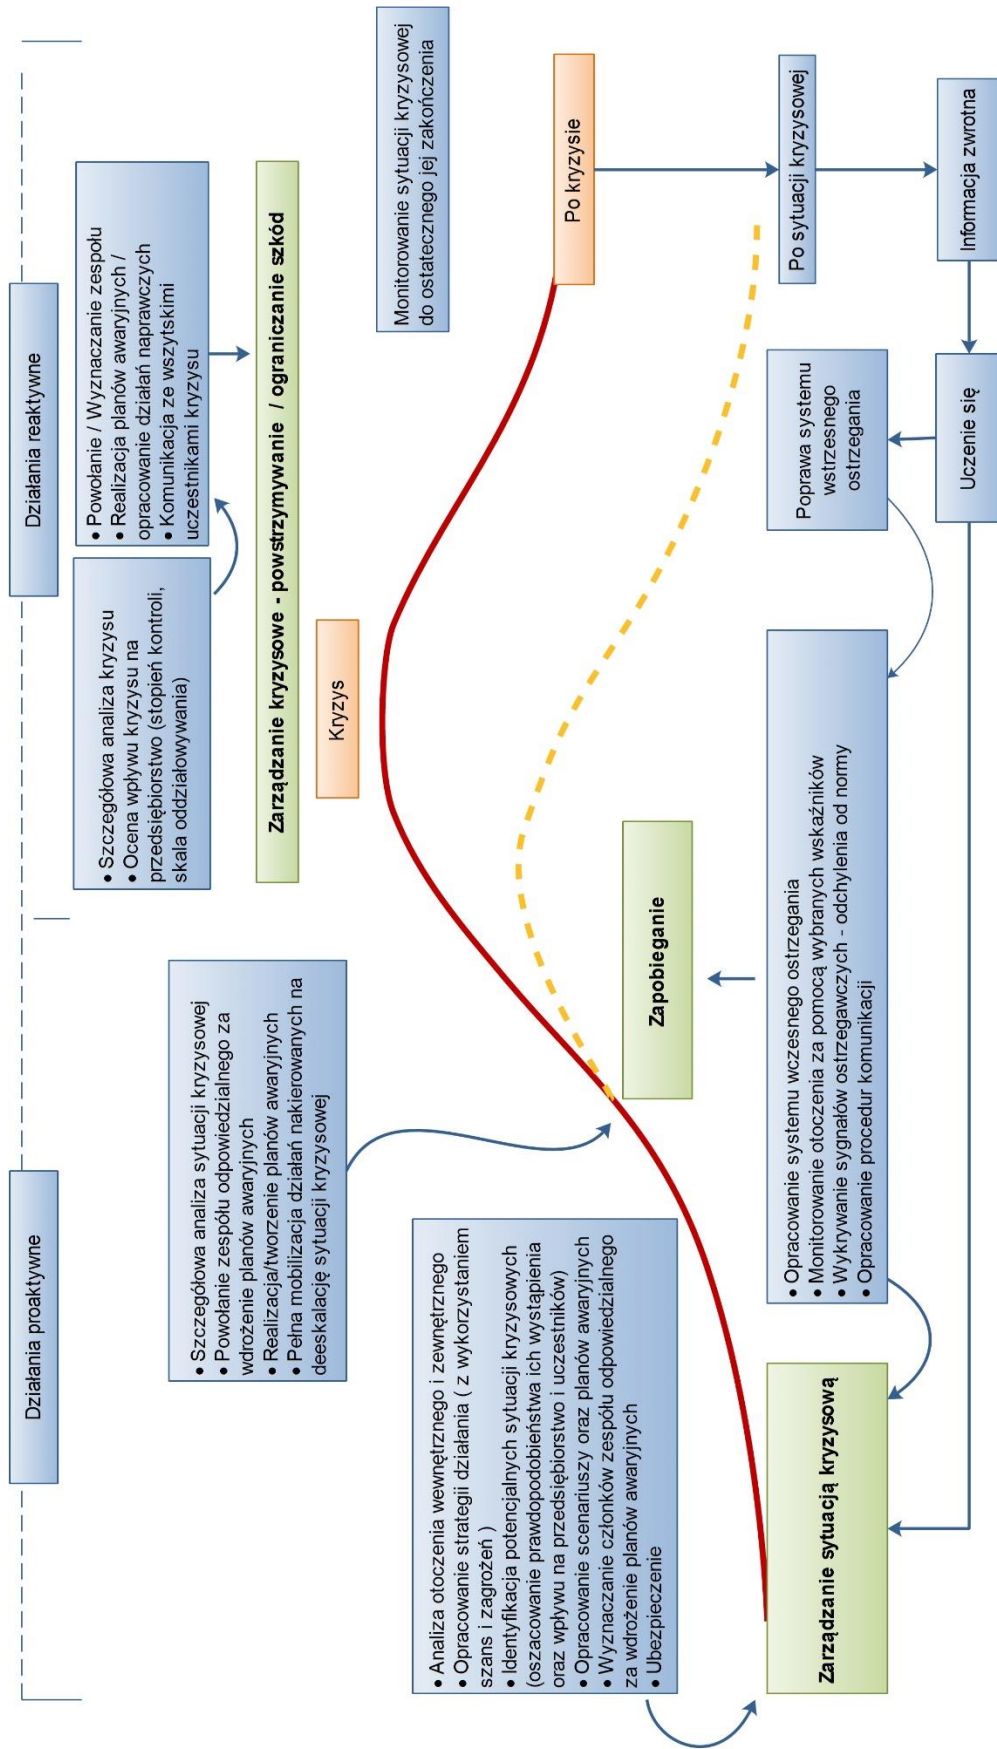 Działania proaktywne
Działania reaktywne
• Szczegółowa analiza sytuacji kryzysowej
• Powołanie zespółu odpowiedzialnego za
wdrożenie planów awaryjnych
• Realizacja/tworzenie planów awaryjnych
• Pełna mobilizacja działań nakierowanych na
deeskalację sytuacji kryzysowej
• Szczegółowa analiza kryzysu
• Ocena wpływu kryzysu na
przedsiębiorstwo (stopień kontroli,
skala oddziałowywania)
• Powołanie / Wyznaczanie zespołu
• Realizacja planów awaryjnych /
opracowanie działań naprawczych
• Komunikacja ze wszytskimi
uczestnikami kryzysu
Zarządzanie kryzysowe - powstrzymywanie / ograniczanie szkód
Kryzys
Monitorowanie sytuacji kryzysowej
do ostatecznego jej zakończenia
• Analiza otoczenia wewnętrznego i zewnętrznego
• Opracowanie strategii działania ( z wykorzystaniem
szans i zagrożeń )
• Identyfikacja potencjalnych sytuacji kryzysowych
(oszacowanie prawdopodobieństwa ich wystąpienia
oraz wpływu na przedsiębiorstwo i uczestników)
• Opracowanie scenariuszy oraz planów awaryjnych
• Wyznaczanie członków zespółu odpowiedzialnego
za wdrożenie planów awaryjnych
• Ubezpieczenie
Zapobieganie
Po kryzysie
Zarządzanie sytuacją kryzysową
• Opracowanie systemu wczesnego ostrzegania
• Monitorowanie otoczenia za pomocą wybranych wskaźników
• Wykrywanie sygnałów ostrzegawczych - odchylenia od normy
• Opracowanie procedur komunikacji
Poprawa systemu
wstrzesnego
ostrzegania
Po sytuacji kryzysowej
Uczenie się
Informacja zwrotna